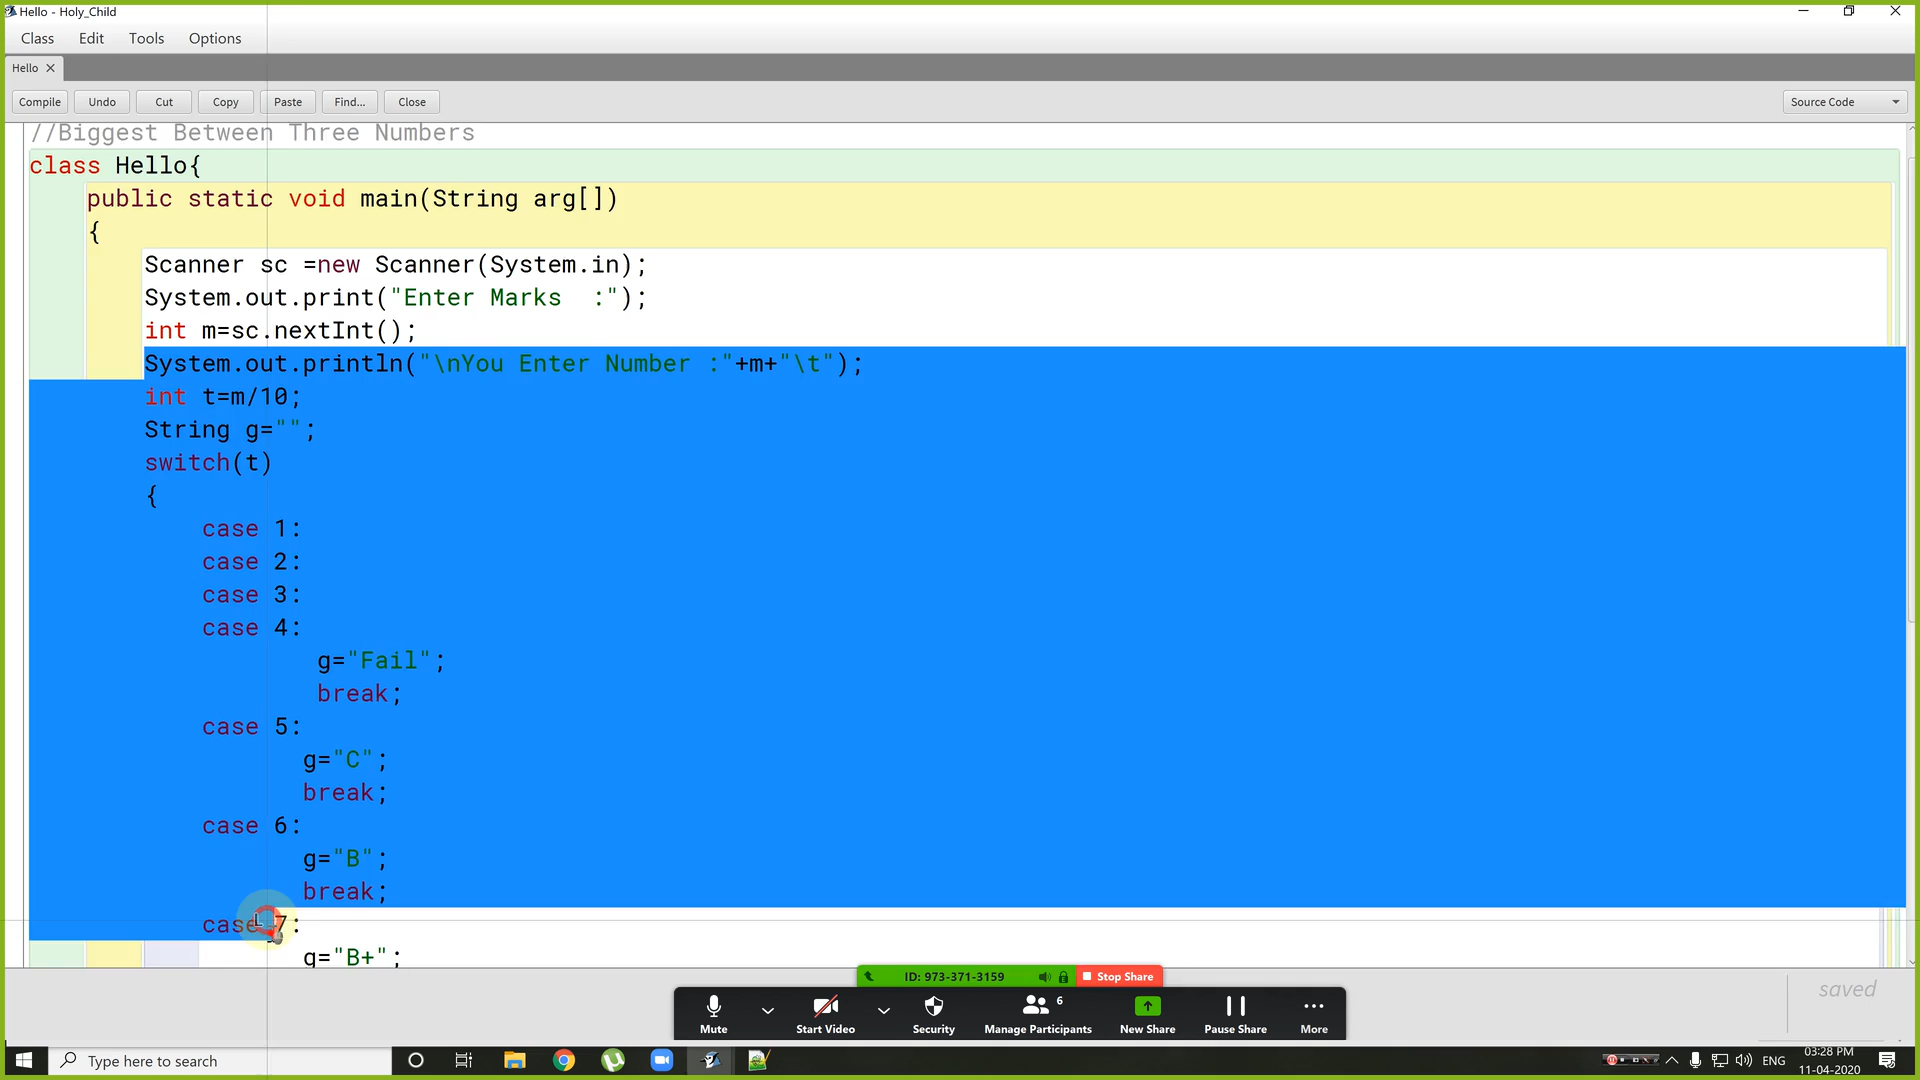 Hello - Holy_Child
Class Edit Tools Options
Hello
Compile Undo Cut Copy Paste Find... Close Source Code
//Biggest Between Three Numbers
class Hello{
public static void main(String arg[])
{
Scanner sc =new Scanner(System.in);
System.out.print("Enter Marks  :");
int m=sc.nextInt();
System.out.println("\nYou Enter Number :"+m+"\t");
int t=m/10;
String g="";
switch(t)
{
case 1:
case 2:
case 3:
case 4:
g="Fail";
break;
case 5:
g="C";
break;
case 6:
g="B";
break;
case 7:
g="B+";
ID: 973-371-3159 Stop Share
saved
6
Mute Start Video Security Manage Participants New Share Pause Share More
Type here to search
ENG
03:28 PM
11-04-2020